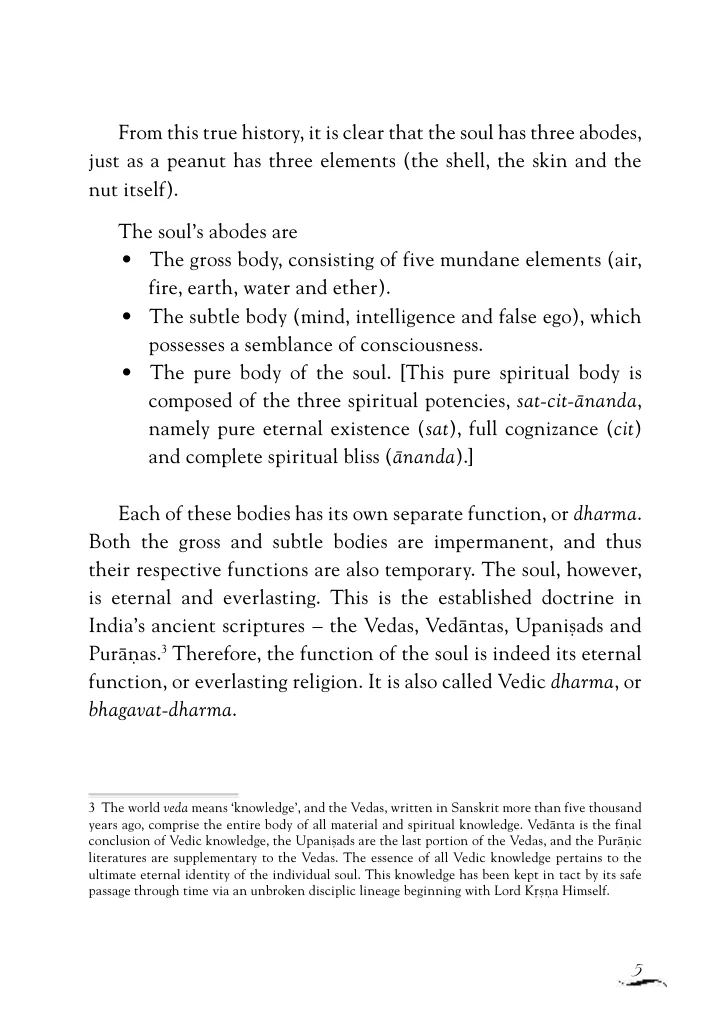 From this true history, it is clear that the soul has three abodes,
just as a peanut has three elements (the shell, the skin and the
nut itself).
The soul’s abodes are
• The gross body, consisting of five mundane elements (air,
fire, earth, water and ether).
• The subtle body (mind, intelligence and false ego), which
possesses a semblance of consciousness.
• The pure body of the soul. [This pure spiritual body is
composed of the three spiritual potencies, sat-cit-ānanda,
namely pure eternal existence (sat), full cognizance (cit)
and complete spiritual bliss (ānanda).]
Each of these bodies has its own separate function, or dharma.
Both the gross and subtle bodies are impermanent, and thus
their respective functions are also temporary. The soul, however,
is eternal and everlasting. This is the established doctrine in
India’s ancient scriptures – the Vedas, Vedāntas, Upaniṣads and
Purāṇas.3 Therefore, the function of the soul is indeed its eternal
function, or everlasting religion. It is also called Vedic dharma, or
bhagavat-dharma.
3 The world veda means ‘knowledge’, and the Vedas, written in Sanskrit more than five thousand
years ago, comprise the entire body of all material and spiritual knowledge. Vedānta is the final
conclusion of Vedic knowledge, the Upaniṣads are the last portion of the Vedas, and the Purāṇic
literatures are supplementary to the Vedas. The essence of all Vedic knowledge pertains to the
ultimate eternal identity of the individual soul. This knowledge has been kept in tact by its safe
passage through time via an unbroken disciplic lineage beginning with Lord Kṛṣṇa Himself.
5